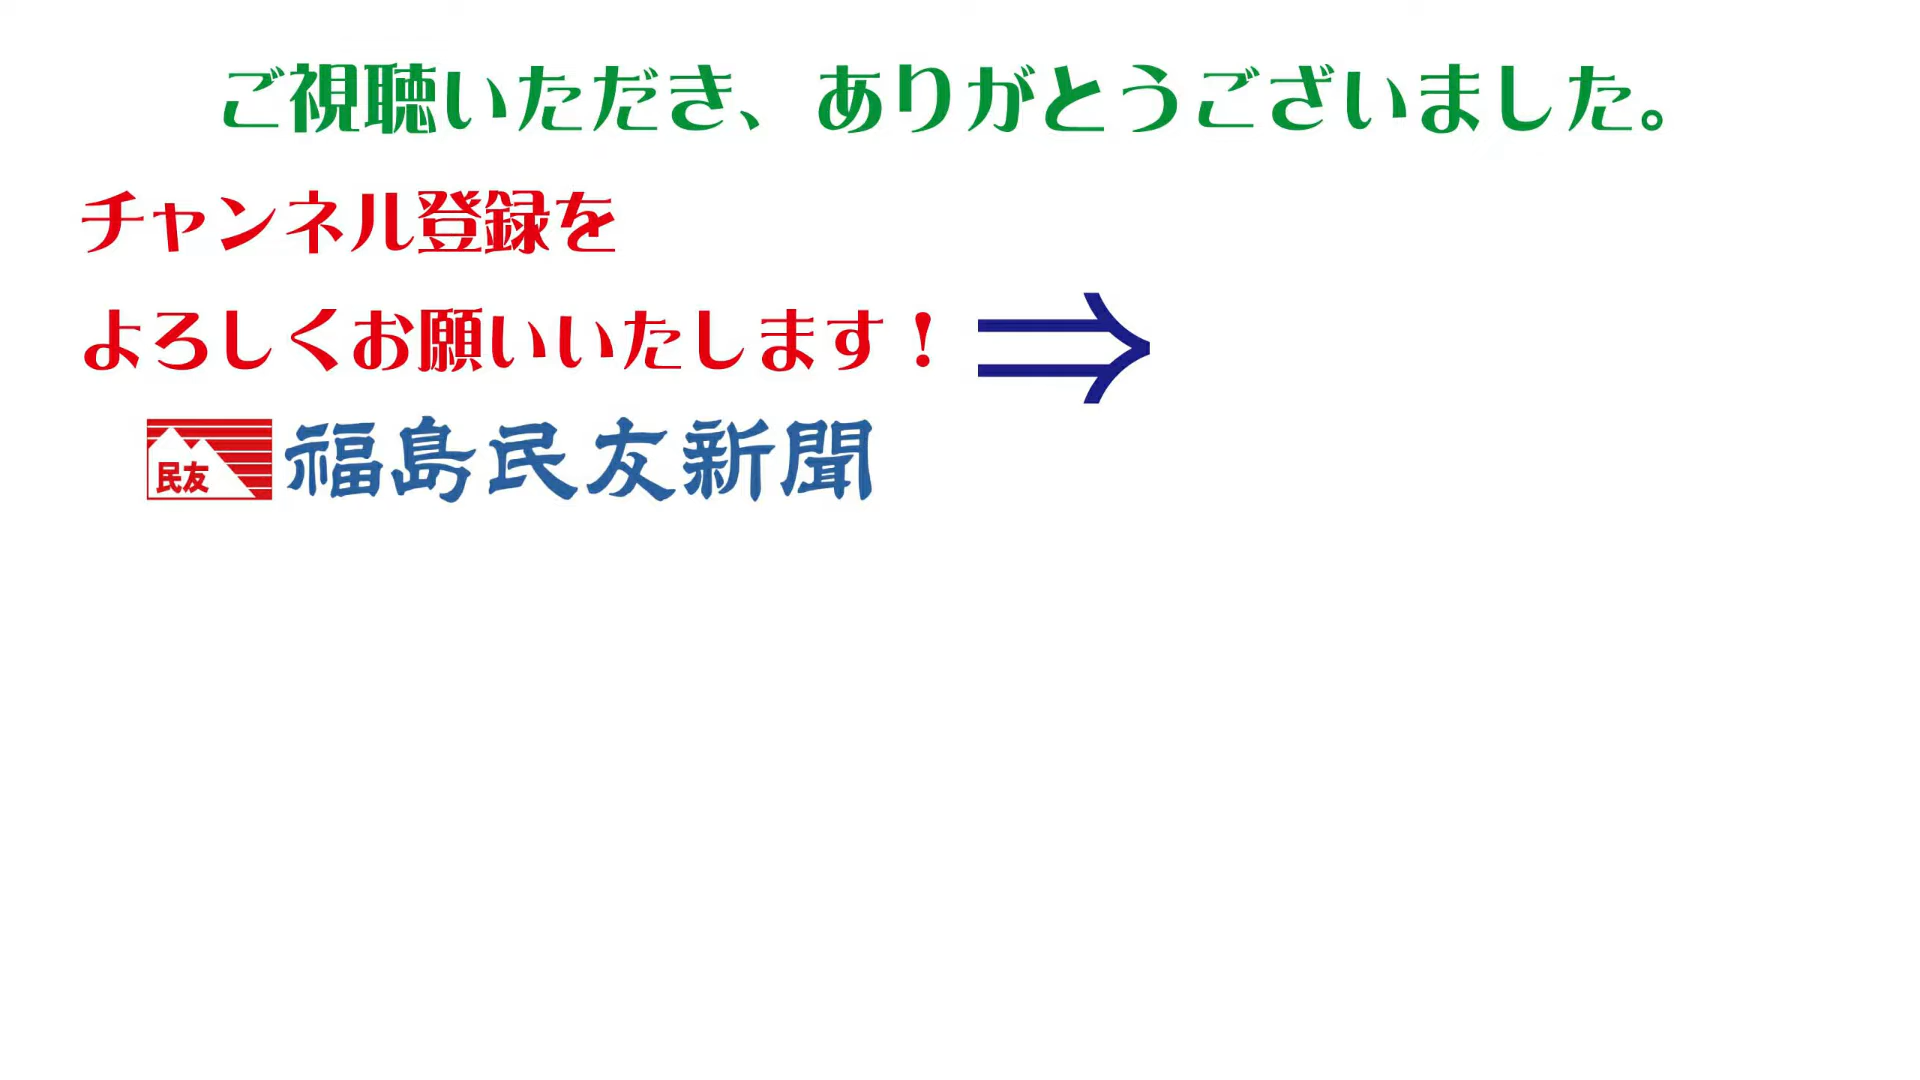 ご視聴いただき、ありがとうございました。
チャンネル登録を
よろしくお願いいたします！⇒
民友 福島民友新聞